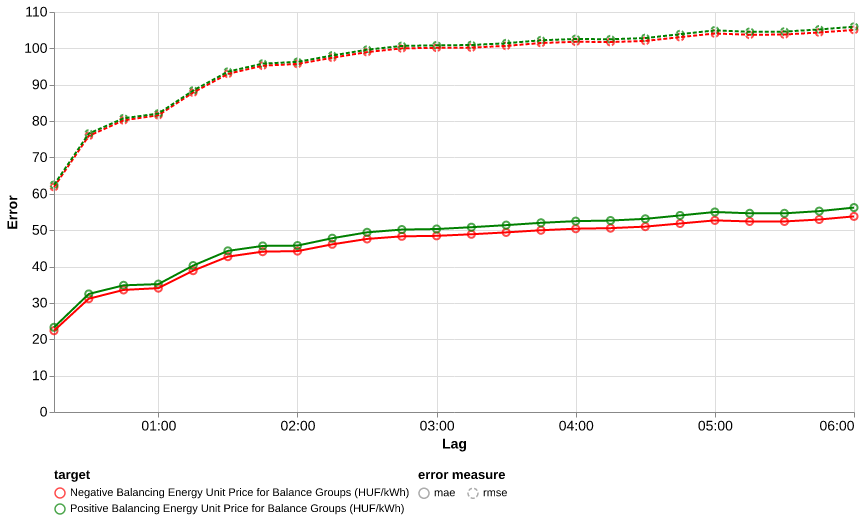 110
100
90
80
70
60
50
40
30
20
10
0
Error
01:00 02:00 03:00 04:00 05:00 06:00
Lag
target error measure
Negative Balancing Energy Unit Price for Balance Groups (HUF/kWh) mae rmse
Positive Balancing Energy Unit Price for Balance Groups (HUF/kWh)